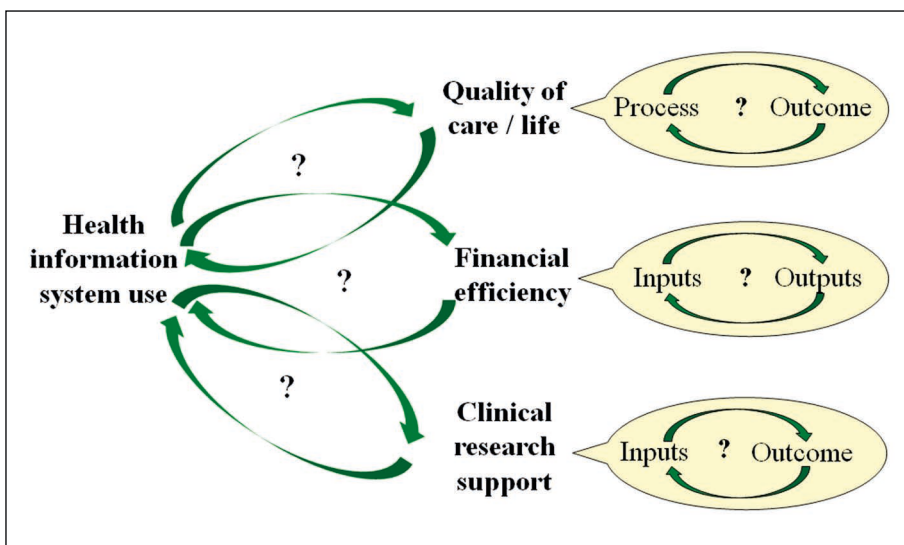 Quality of
care / life
Process ? Outcome
?
Health
information
system use
Financial
efficiency
Inputs ? Outputs
?
?
Clinical
research
support
Inputs ? Outcome